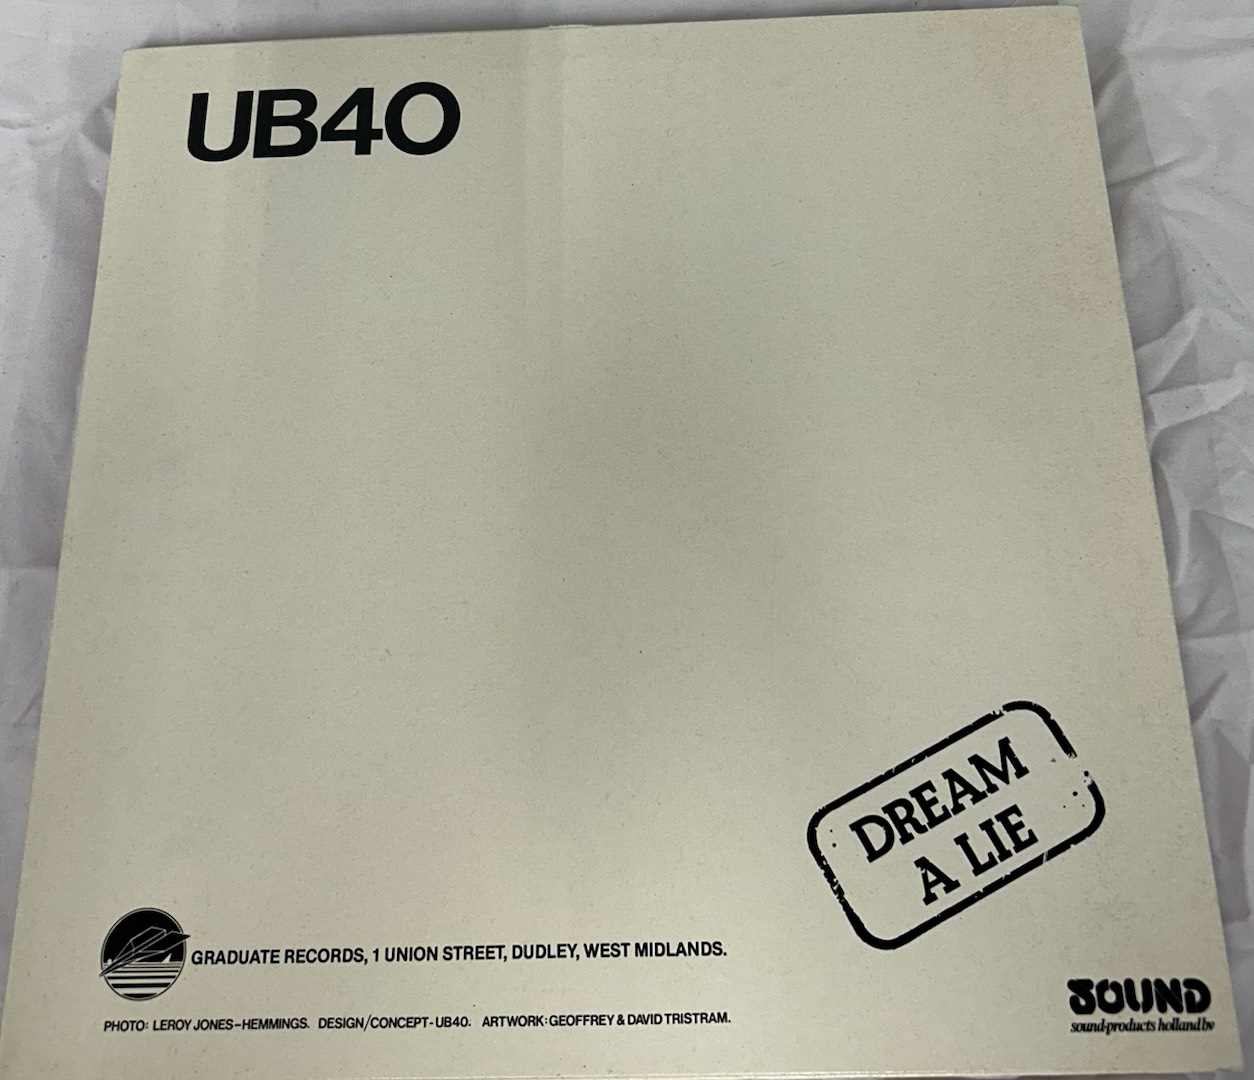 UB40
DREAM
A LIE
GRADUATE RECORDS, 1 UNION STREET, DUDLEY, WEST MIDLANDS.
PHOTO: LEROY JONES-HEMMINGS. DESIGN/CONCEPT-UB40. ARTWORK: GEOFFREY & DAVID TRISTRAM.
SOUND
sound-products holland bv